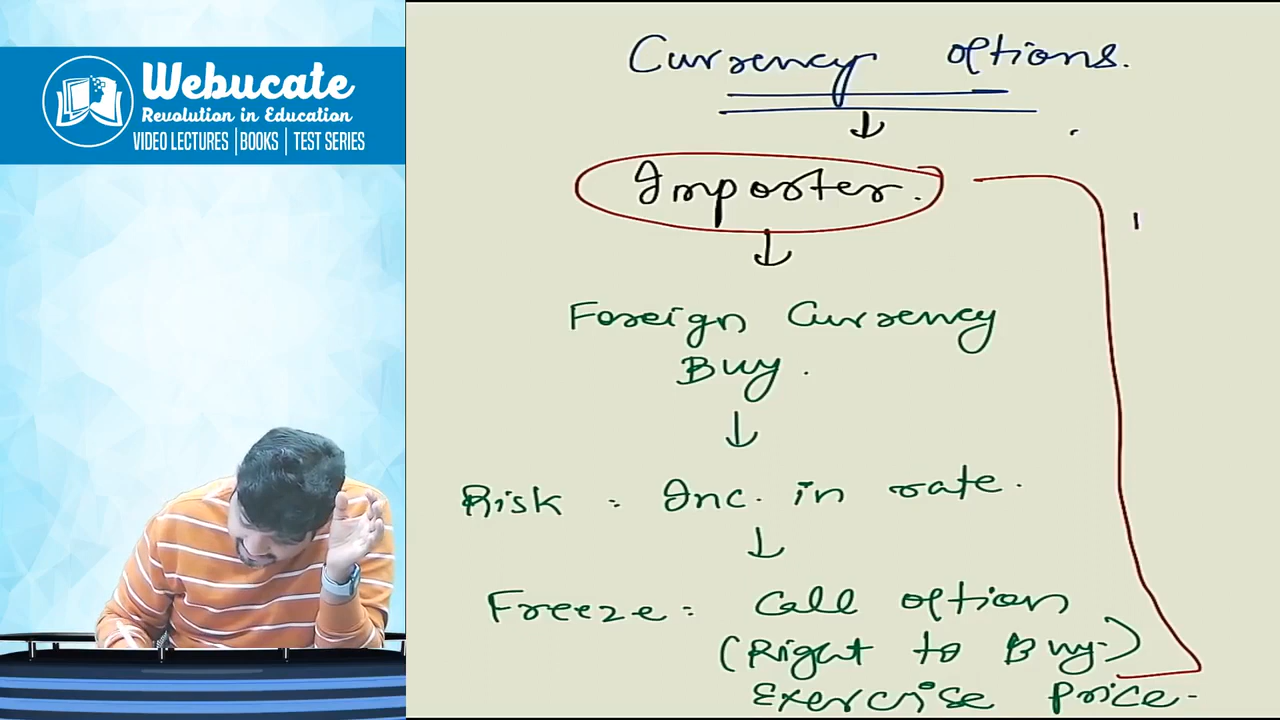 Webucate
Revolution in Education
VIDEO LECTURES | BOOKS | TEST SERIES
Currency options.
↓
Importer.
↓
Foreign Currency
Buy.
↓
Risk : Inc. in rate.
↓
Freeze : Call option
(Right to Buy.)
Exercise Price.